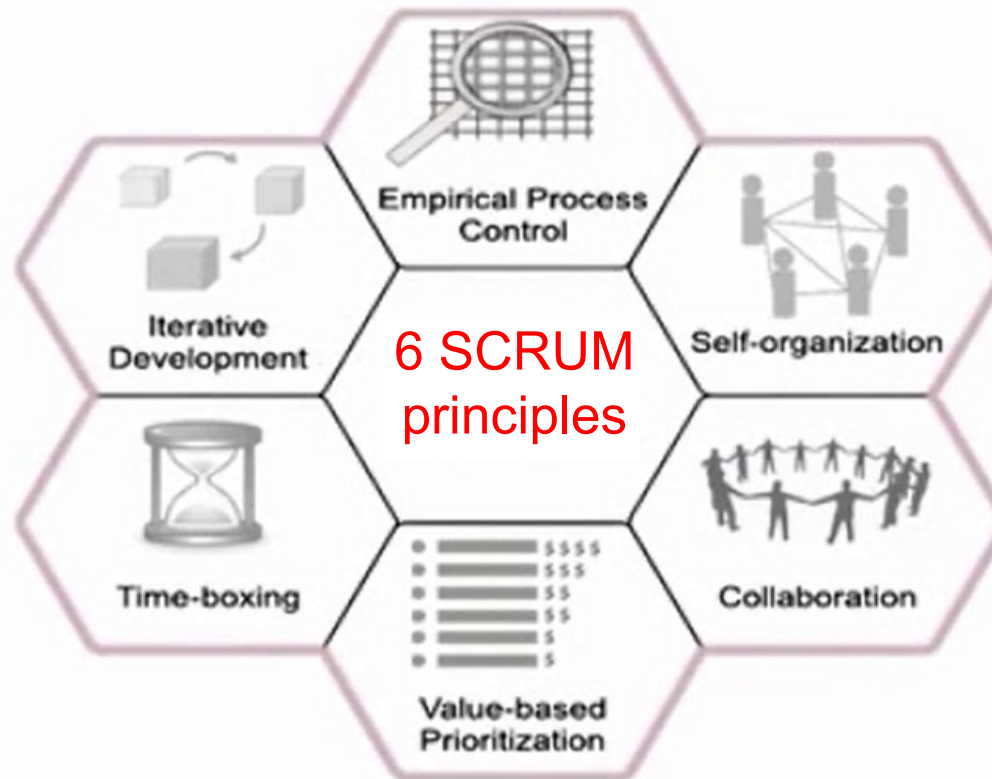 Empirical Process
Control
Self-organization
Collaboration
$$$$
$$$
$$
$$
$
$
Value-based
Prioritization
Time-boxing
Iterative
Development
6 SCRUM
principles